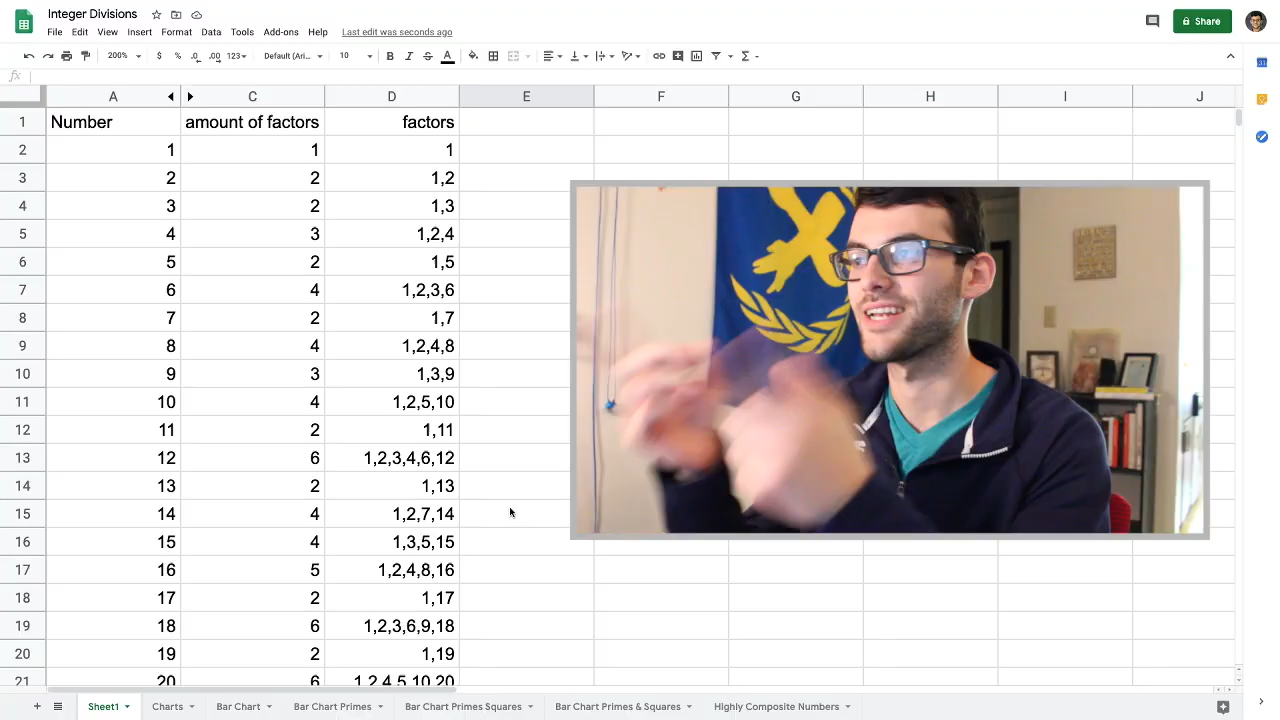 Integer Divisions
File Edit View Insert Format Data Tools Add-ons Help Last edit was seconds ago
Share
200% $ % .0 .00 123 Default (Ari... 10 B I S A Σ
fx
A C D E F G H I J
1 Number amount of factors factors
2 1 1 1
3 2 2 1,2
4 3 2 1,3
5 4 3 1,2,4
6 5 2 1,5
7 6 4 1,2,3,6
8 7 2 1,7
9 8 4 1,2,4,8
10 9 3 1,3,9
11 10 4 1,2,5,10
12 11 2 1,11
13 12 6 1,2,3,4,6,12
14 13 2 1,13
15 14 4 1,2,7,14
16 15 4 1,3,5,15
17 16 5 1,2,4,8,16
18 17 2 1,17
19 18 6 1,2,3,6,9,18
20 19 2 1,19
21 20 6 1,2,4,5,10,20
Sheet1 Charts Bar Chart Bar Chart Primes Bar Chart Primes Squares Bar Chart Primes & Squares HIghly Composite Numbers